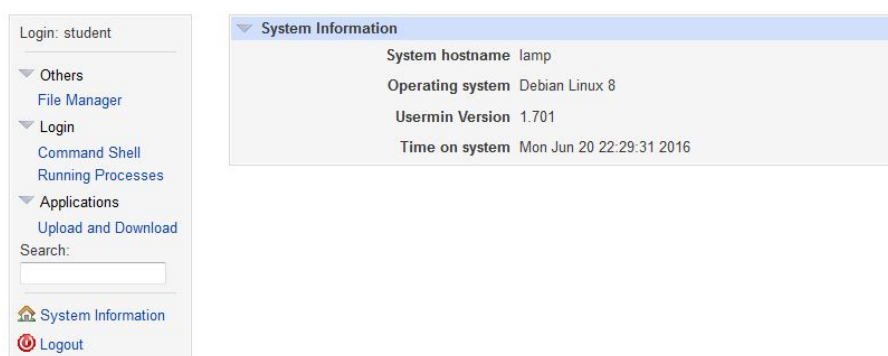 Login: student
Others
File Manager
Login
Command Shell
Running Processes
Applications
Upload and Download
Search:
System Information
Logout
System Information
System hostname lamp
Operating system Debian Linux 8
Usermin Version 1.701
Time on system Mon Jun 20 22:29:31 2016